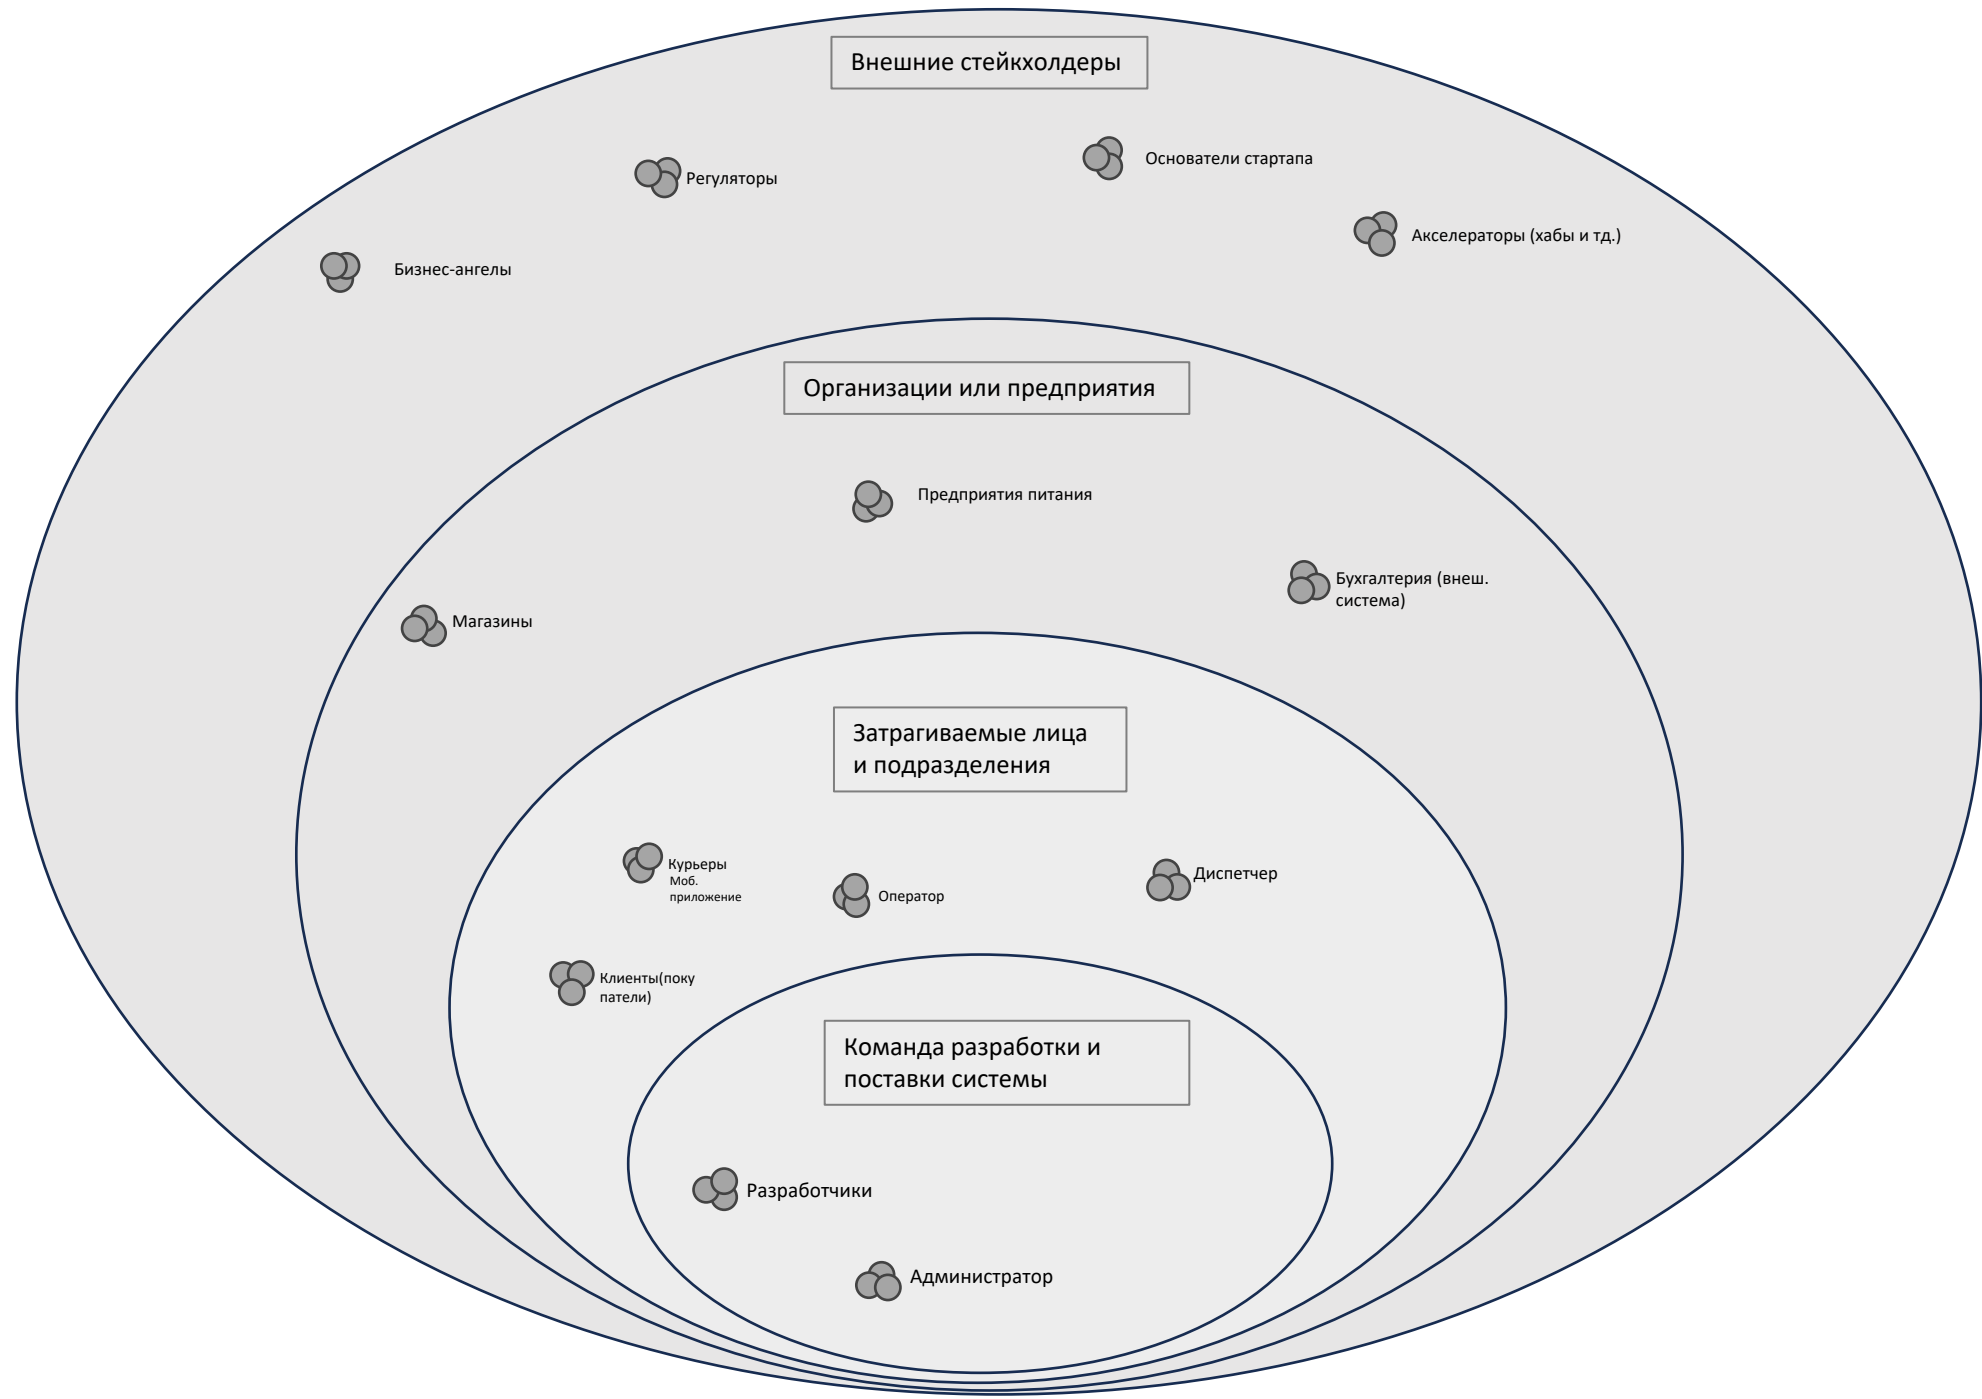 Внешние стейкхолдеры
Основатели стартапа
Регуляторы
Акселераторы (хабы и тд.)
Бизнес-ангелы
Организации или предприятия
Предприятия питания
Бухгалтерия (внеш.
система)
Магазины
Затрагиваемые лица
и подразделения
Курьеры
Моб.
приложение
Оператор
Диспетчер
Клиенты(поку
патели)
Команда разработки и
поставки системы
Разработчики
Администратор